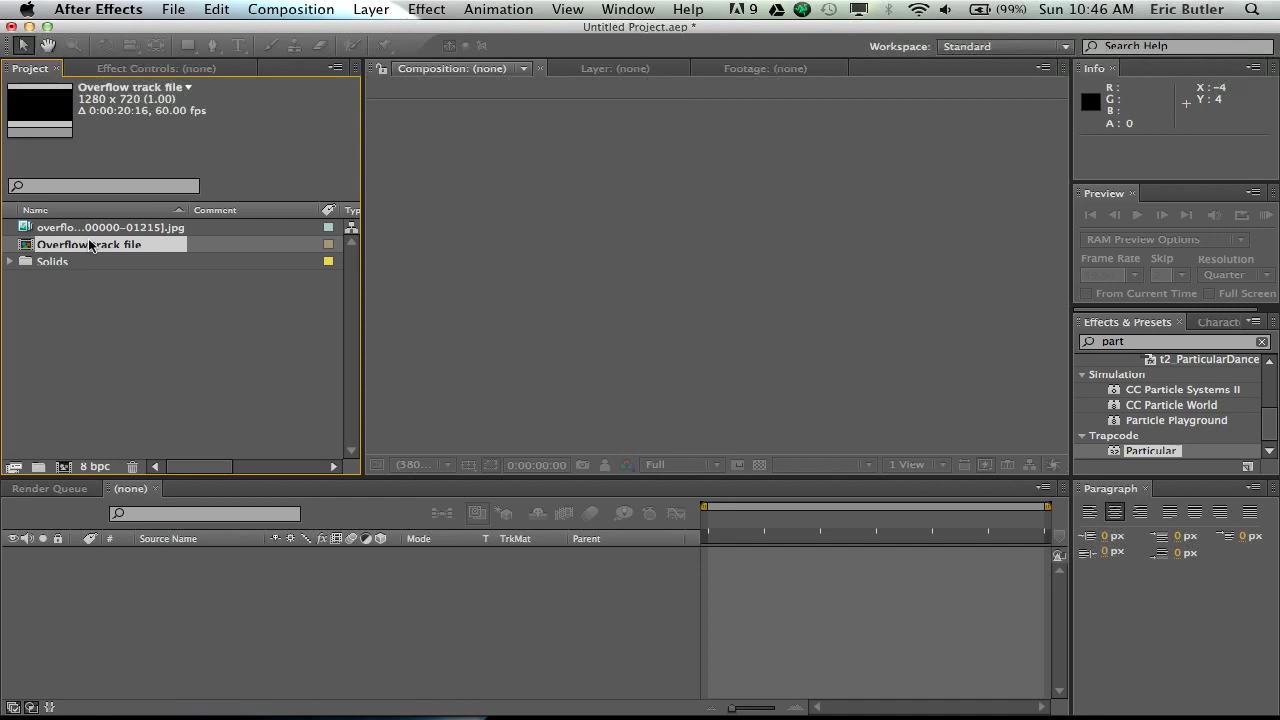 After Effects File Edit Composition Layer Effect Animation View Window Help 9 (99%) Sun 10:46 AM Eric Butler
Untitled Project.aep *
Workspace: Standard Search Help
Project Effect Controls: (none) Composition: (none) Layer: (none) Footage: (none) Info
Overflow track file
1280 x 720 (1.00)
Δ 0:00:20:16, 60.00 fps
R :
G :
B :
A : 0
X : -4
Y : 4
Preview
RAM Preview Options
Frame Rate Skip Resolution
Quarter
From Current Time Full Screen
Name Comment Typ
overflo...00000-01215].jpg
Overflow track file
Solids
Effects & Presets Charact
part
t2_ParticularDance
Simulation
CC Particle Systems II
CC Particle World
Particle Playground
Trapcode
32 Particular
8 bpc
(380... 0:00:00:00 Full 1 View
Render Queue (none)
Paragraph
# Source Name Mode T TrkMat Parent
0 px 0 px 0 px
0 px 0 px